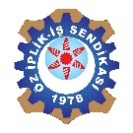 ÖZ İPLİK-İŞ SENDİKASI
1978